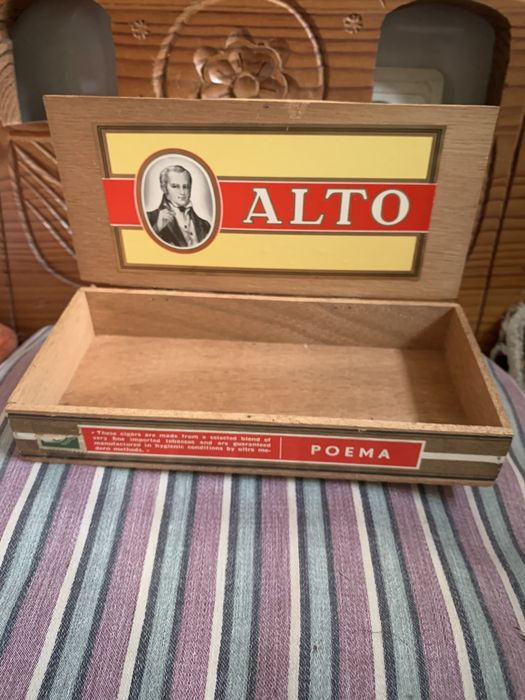 ALTO
"These cigars are made from a selected blend of
very fine imported tobaccos and are guaranteed
manufactured in hygienic conditions by ultra mo-
dern methods."
POEMA